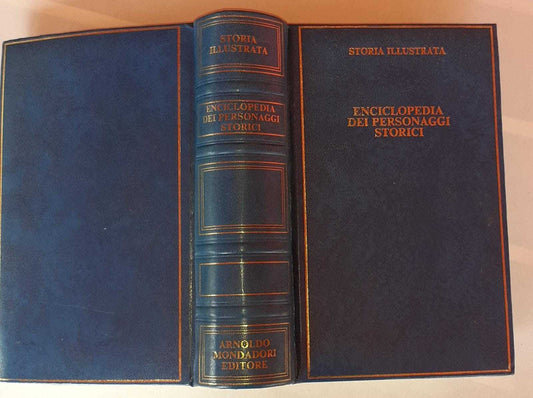 STORIA
ILLUSTRATA
ENCICLOPEDIA
DEI PERSONAGGI
STORICI
ARNOLDO
MONDADORI
EDITORE
STORIA ILLUSTRATA
ENCICLOPEDIA
DEI PERSONAGGI
STORICI